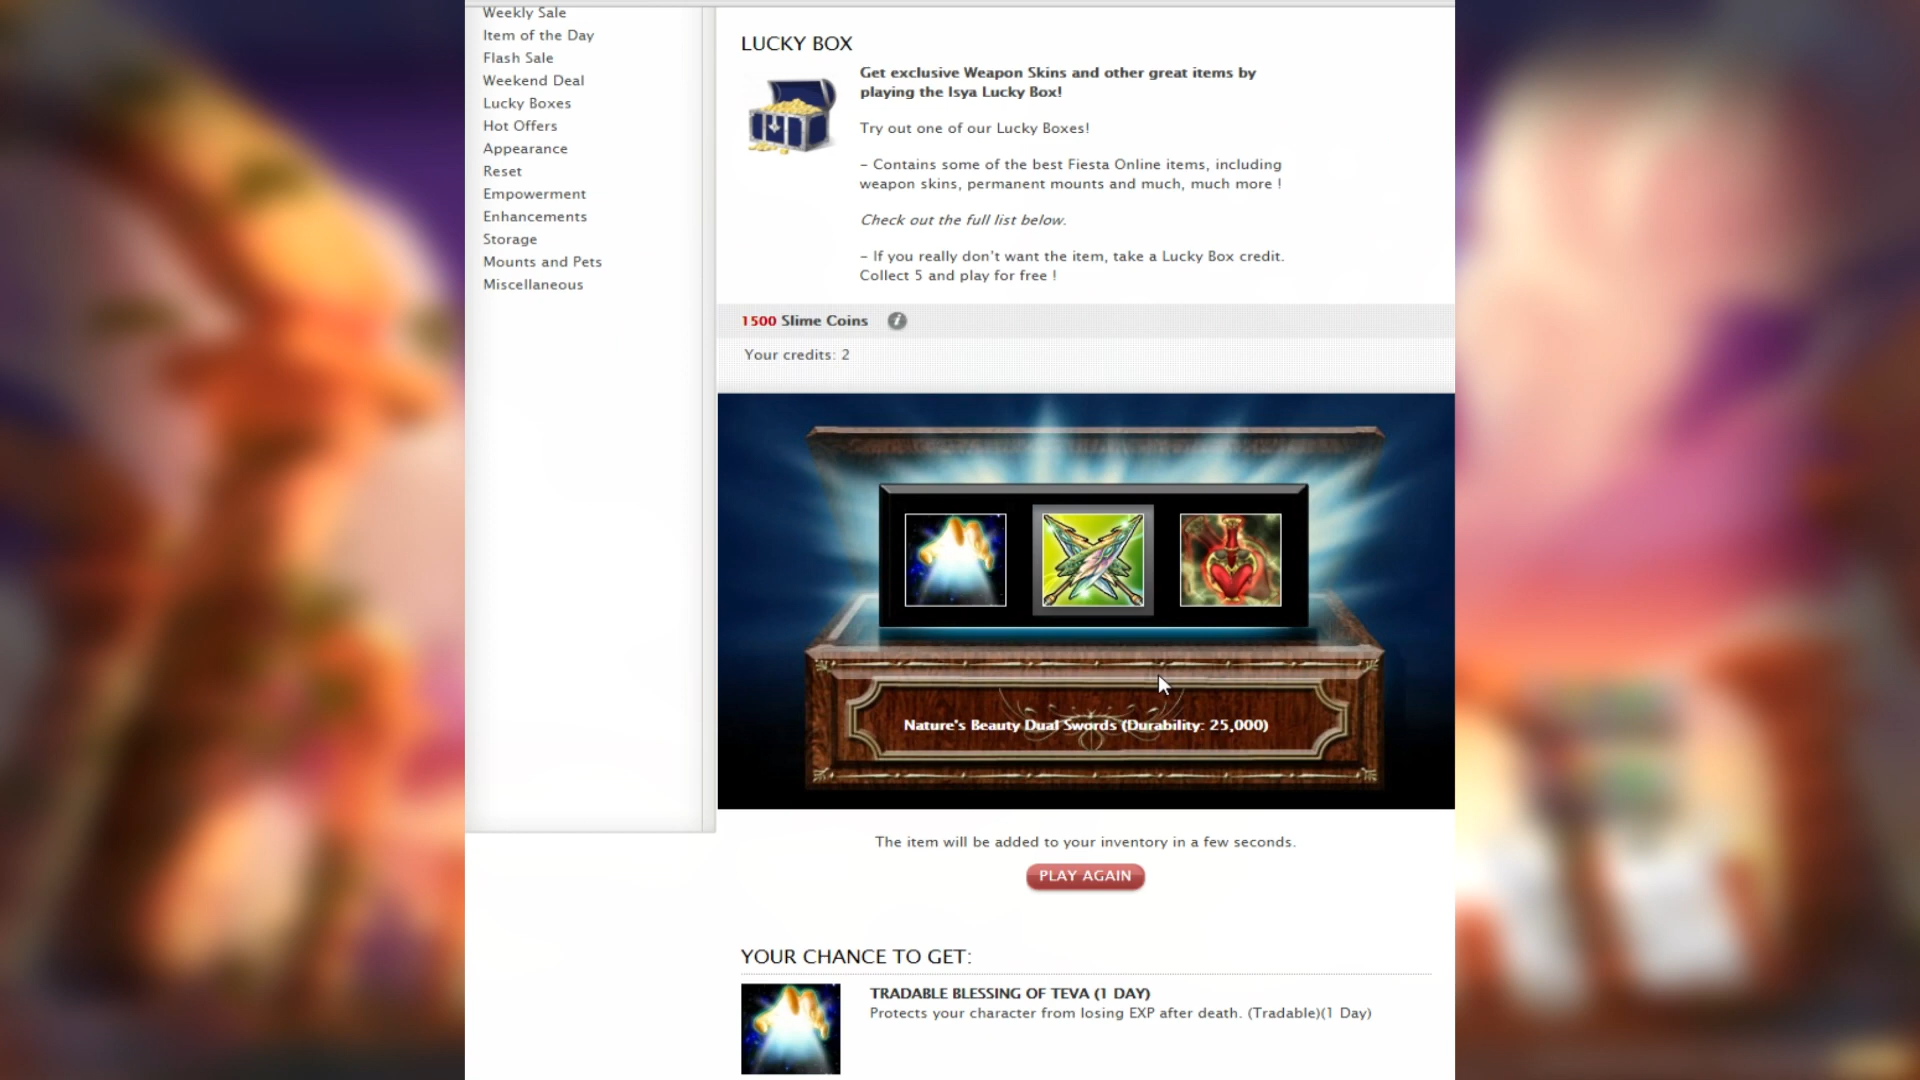 Weekly Sale
Item of the Day
Flash Sale
Weekend Deal
Lucky Boxes
Hot Offers
Appearance
Reset
Empowerment
Enhancements
Storage
Mounts and Pets
Miscellaneous
LUCKY BOX
Get exclusive Weapon Skins and other great items by
playing the Isya Lucky Box!
Try out one of our Lucky Boxes!
- Contains some of the best Fiesta Online items, including
weapon skins, permanent mounts and much, much more !
Check out the full list below.
- If you really don't want the item, take a Lucky Box credit.
Collect 5 and play for free !
1500 Slime Coins i
Your credits: 2
Nature's Beauty Dual Swords (Durability: 25,000)
The item will be added to your inventory in a few seconds.
PLAY AGAIN
YOUR CHANCE TO GET:
TRADABLE BLESSING OF TEVA (1 DAY)
Protects your character from losing EXP after death. (Tradable)(1 Day)